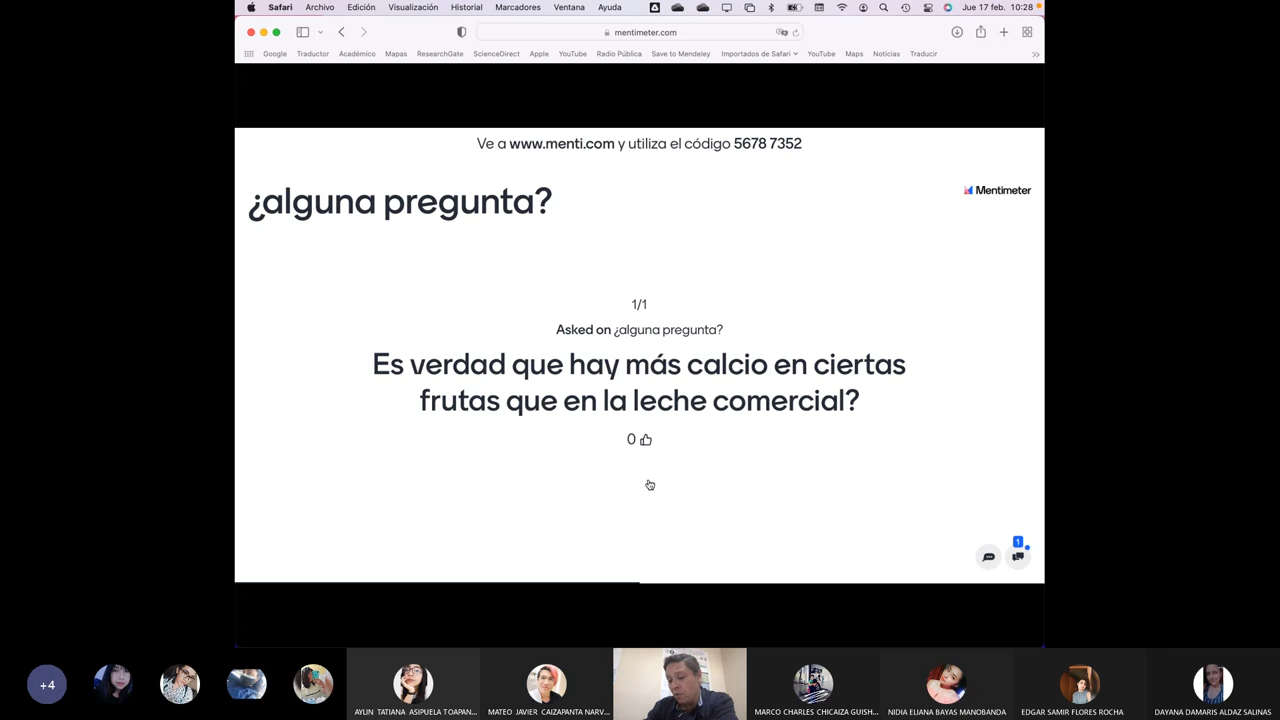 Safari Archivo Edición Visualización Historial Marcadores Ventana Ayuda Jue 17 feb. 10:28
mentimeter.com
Google Traductor Académico Mapas ResearchGate ScienceDirect Apple YouTube Radio Pública Save to Mendeley Importados de Safari YouTube Maps Noticias Traducir
Ve a www.menti.com y utiliza el código 5678 7352
¿alguna pregunta?
Mentimeter
1/1
Asked on ¿alguna pregunta?
Es verdad que hay más calcio en ciertas
frutas que en la leche comercial?
0
1
+4
AYLIN TATIANA ASIPUELA TOAPAN... MATEO JAVIER CAIZAPANTA NARV... MARCO CHARLES CHICAIZA GUISH... NIDIA ELIANA BAYAS MANOBANDA EDGAR SAMIR FLORES ROCHA DAYANA DAMARIS ALDAZ SALINAS